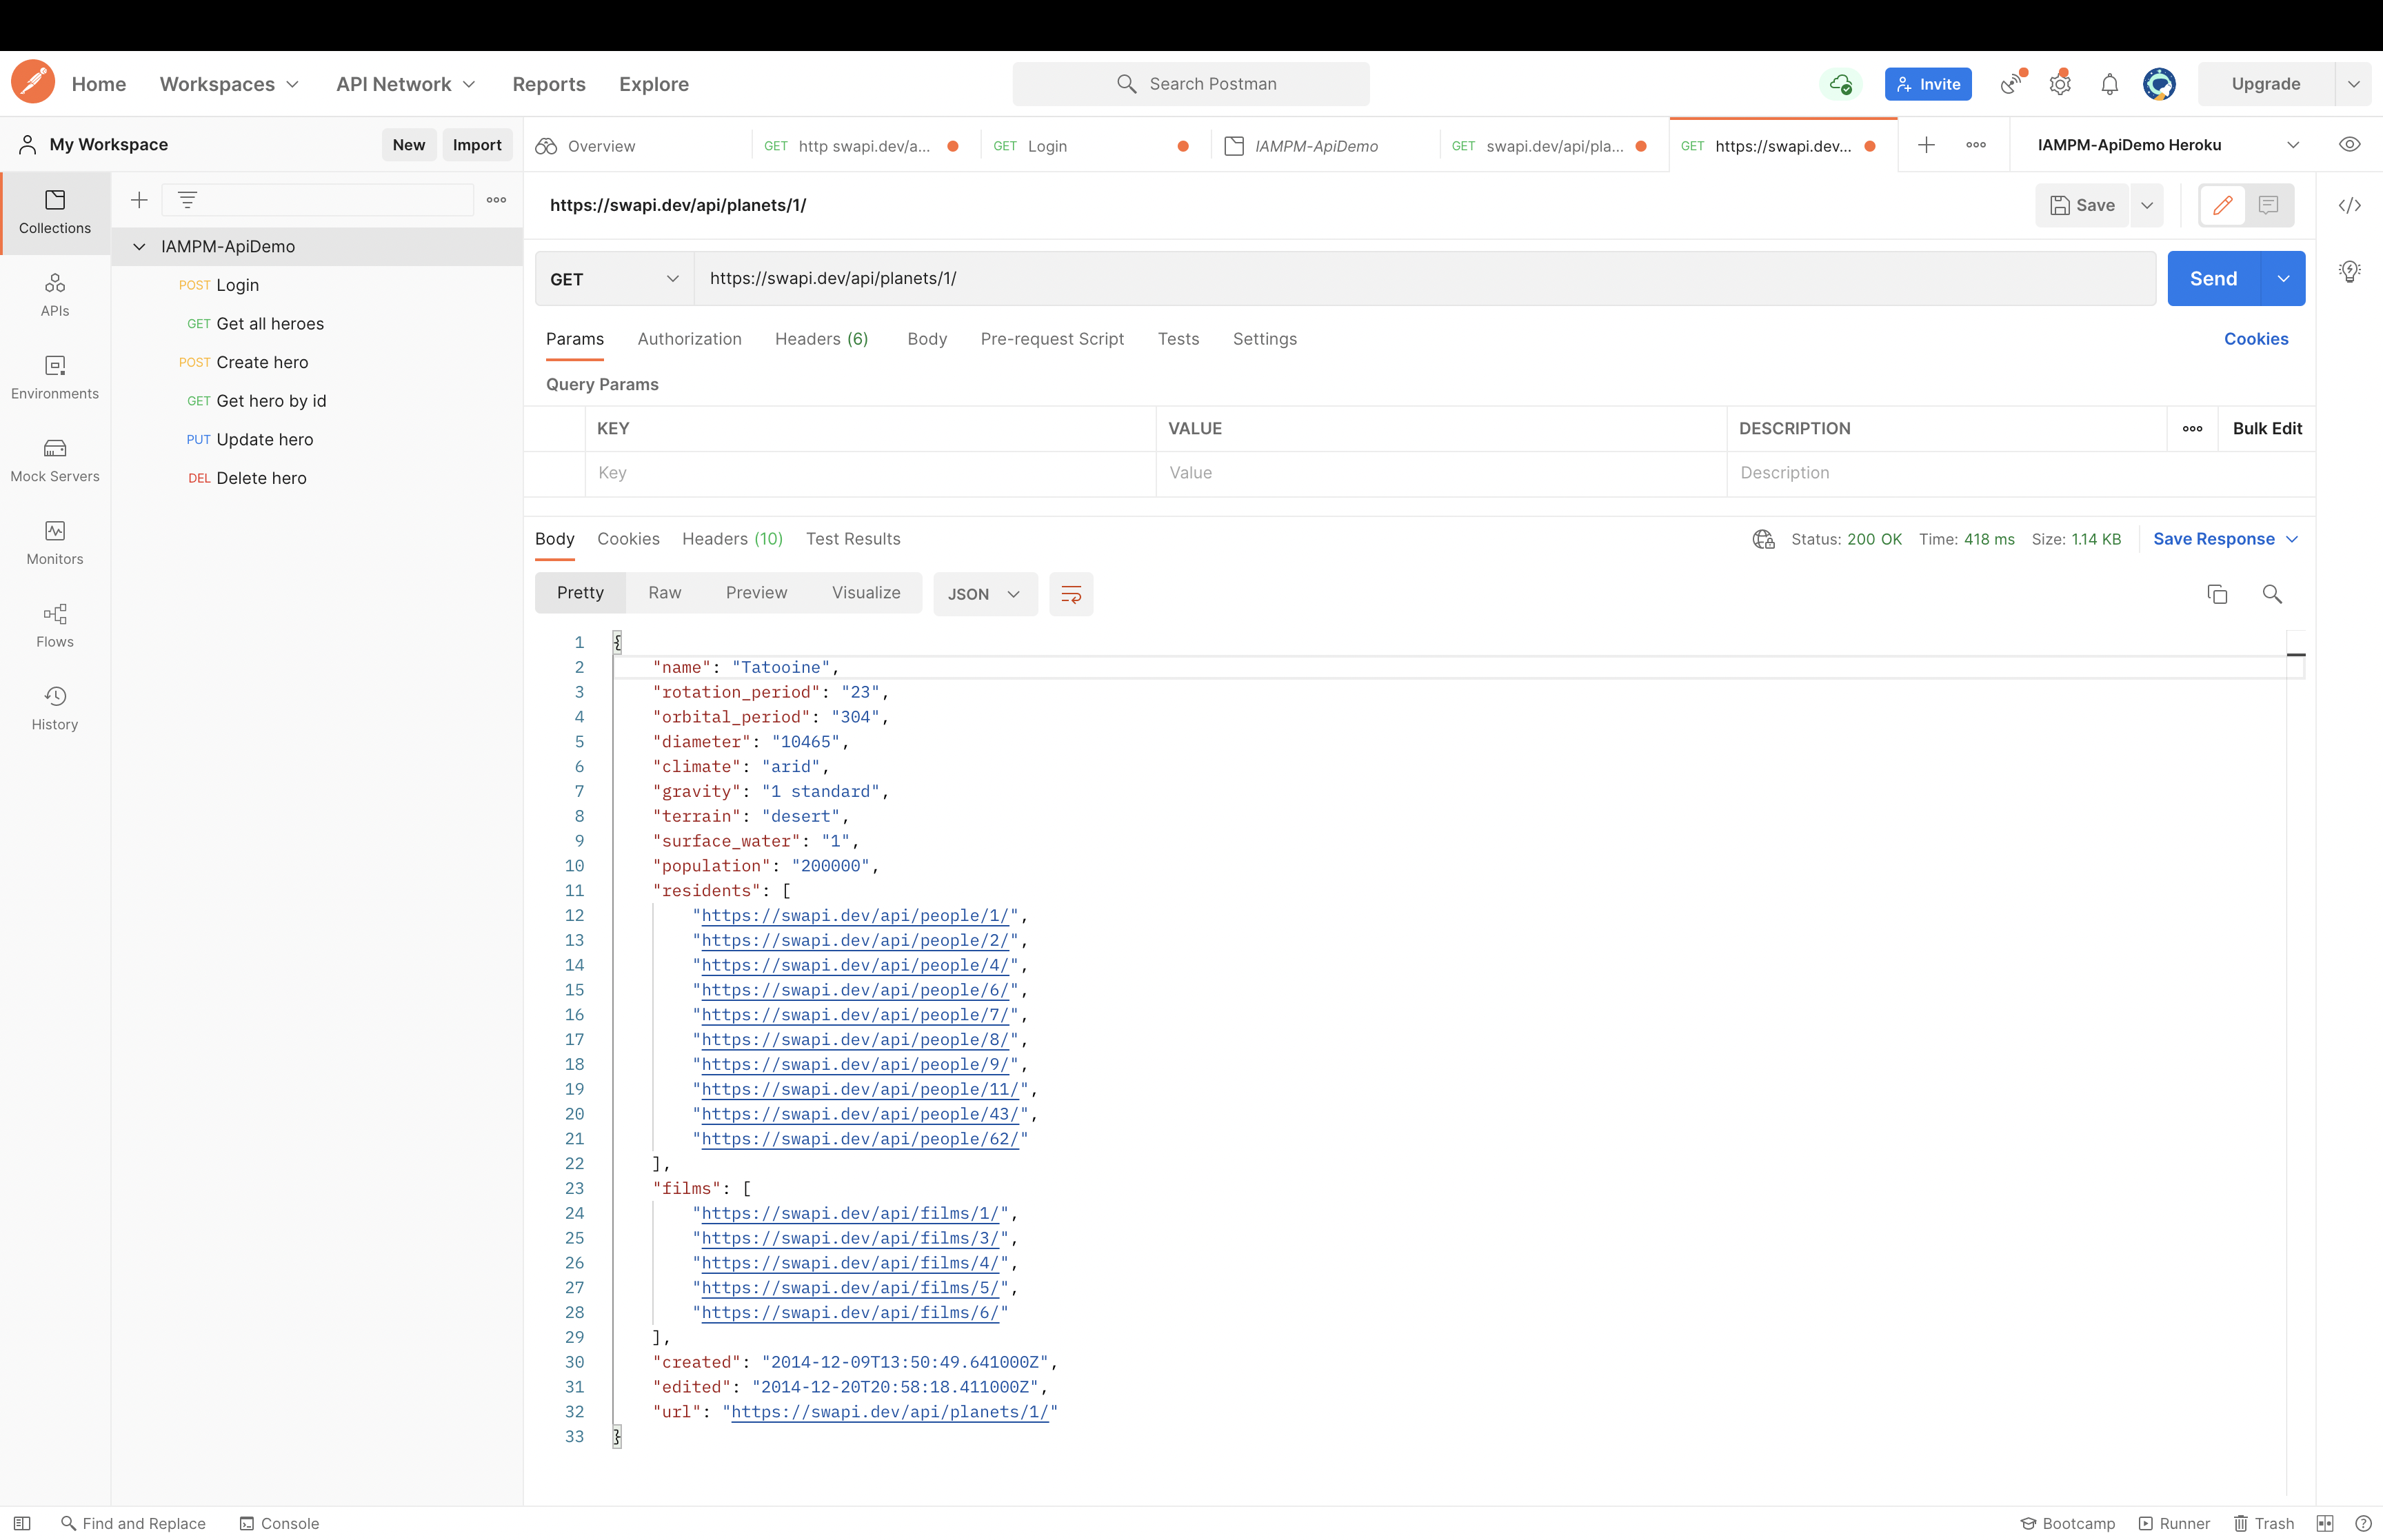 Home Workspaces API Network Reports Explore Search Postman Invite Upgrade
My Workspace New Import Overview GET http swapi.dev/a... GET Login IAMPM-ApiDemo GET swapi.dev/api/pla... GET https://swapi.dev... IAMPM-ApiDemo Heroku
Collections
APIs
Environments
Mock Servers
Monitors
Flows
History
IAMPM-ApiDemo
POST Login
GET Get all heroes
POST Create hero
GET Get hero by id
PUT Update hero
DEL Delete hero
https://swapi.dev/api/planets/1/ Save
GET https://swapi.dev/api/planets/1/ Send
Params Authorization Headers (6) Body Pre-request Script Tests Settings Cookies
Query Params
KEY VALUE DESCRIPTION Bulk Edit
Key Value Description
Body Cookies Headers (10) Test Results Status: 200 OK Time: 418 ms Size: 1.14 KB Save Response
Pretty Raw Preview Visualize JSON
1 {
2 "name": "Tatooine",
3 "rotation_period": "23",
4 "orbital_period": "304",
5 "diameter": "10465",
6 "climate": "arid",
7 "gravity": "1 standard",
8 "terrain": "desert",
9 "surface_water": "1",
10 "population": "200000",
11 "residents": [
12 "https://swapi.dev/api/people/1/",
13 "https://swapi.dev/api/people/2/",
14 "https://swapi.dev/api/people/4/",
15 "https://swapi.dev/api/people/6/",
16 "https://swapi.dev/api/people/7/",
17 "https://swapi.dev/api/people/8/",
18 "https://swapi.dev/api/people/9/",
19 "https://swapi.dev/api/people/11/",
20 "https://swapi.dev/api/people/43/",
21 "https://swapi.dev/api/people/62/"
22 ],
23 "films": [
24 "https://swapi.dev/api/films/1/",
25 "https://swapi.dev/api/films/3/",
26 "https://swapi.dev/api/films/4/",
27 "https://swapi.dev/api/films/5/",
28 "https://swapi.dev/api/films/6/"
29 ],
30 "created": "2014-12-09T13:50:49.641000Z",
31 "edited": "2014-12-20T20:58:18.411000Z",
32 "url": "https://swapi.dev/api/planets/1/"
33 }
Find and Replace Console Bootcamp Runner Trash